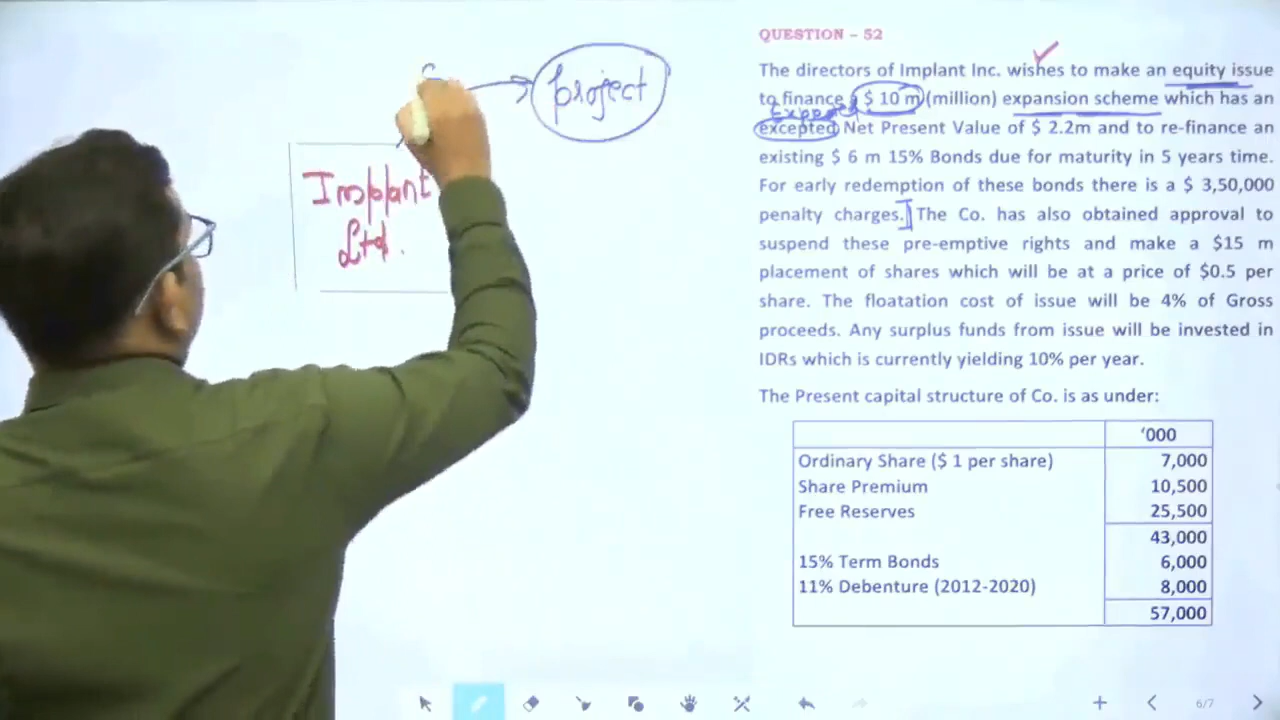 QUESTION – 52
The directors of Implant Inc. wishes to make an equity issue
to finance $ 10 m (million) expansion scheme which has an
Expected
excepted Net Present Value of $ 2.2m and to re-finance an
existing $ 6 m 15% Bonds due for maturity in 5 years time.
For early redemption of these bonds there is a $ 3,50,000
penalty charges. The Co. has also obtained approval to
suspend these pre-emptive rights and make a $15 m
placement of shares which will be at a price of $0.5 per
share. The floatation cost of issue will be 4% of Gross
proceeds. Any surplus funds from issue will be invested in
IDRs which is currently yielding 10% per year.
The Present capital structure of Co. is as under:
‘000
Ordinary Share ($ 1 per share) 7,000
Share Premium 10,500
Free Reserves 25,500
43,000
15% Term Bonds 6,000
11% Debenture (2012-2020) 8,000
57,000
project
Implant
Ltd.
6/7